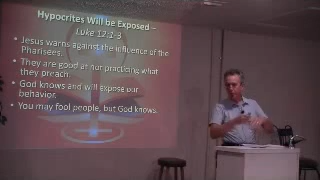 Hypocrites Will be Exposed –
Luke 12:1-3
• Jesus warns against the influence of the
Pharisees.
• They are good at not practicing what
they preach.
• God knows and will expose our
behavior.
• You may fool people, but God knows.